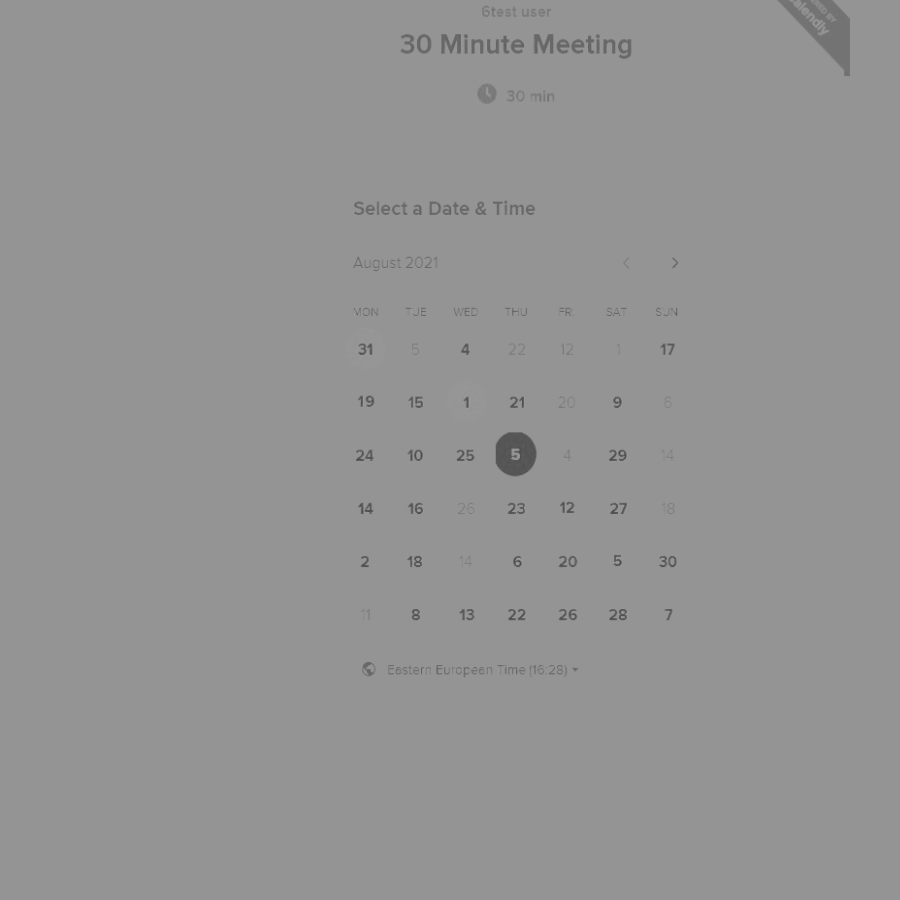 6test user
30 Minute Meeting
30 min
Calendly
Select a Date & Time
August 2021
MON TUE WED THU FR SAT SUN
31 5 4 22 12 1 17
19 15 1 21 20 9 6
24 10 25 5 4 29 14
14 16 26 23 12 27 18
2 18 14 6 20 5 30
11 8 13 22 26 28 7
Eastern European Time (16:28)